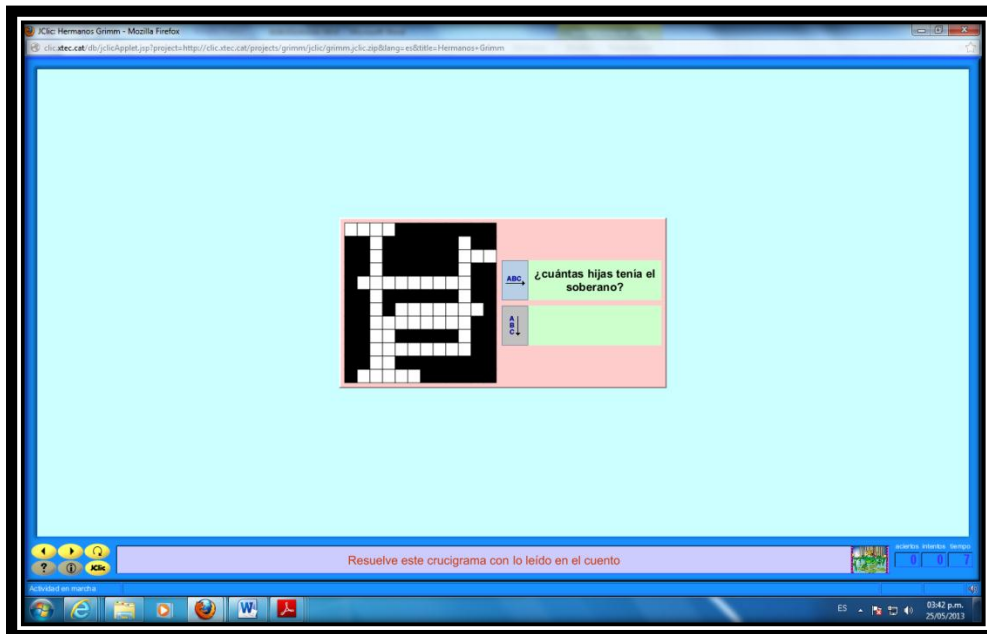 JClic: Hermanos Grimm - Mozilla Firefox
clic.xtec.cat/db/jclicApplet.jsp?project=http://clic.xtec.cat/projects/grimm/jclic/grimm.jclic.zip&lang=es&title=Hermanos+Grimm
ABC
¿cuántas hijas tenia el
soberano?
A
B
C
aciertos intentos tiempo
Resuelve este crucigrama con lo leído en el cuento
0 0 7
? JClic
Actividad en marcha
W
ES
03:42 p.m.
25/05/2013